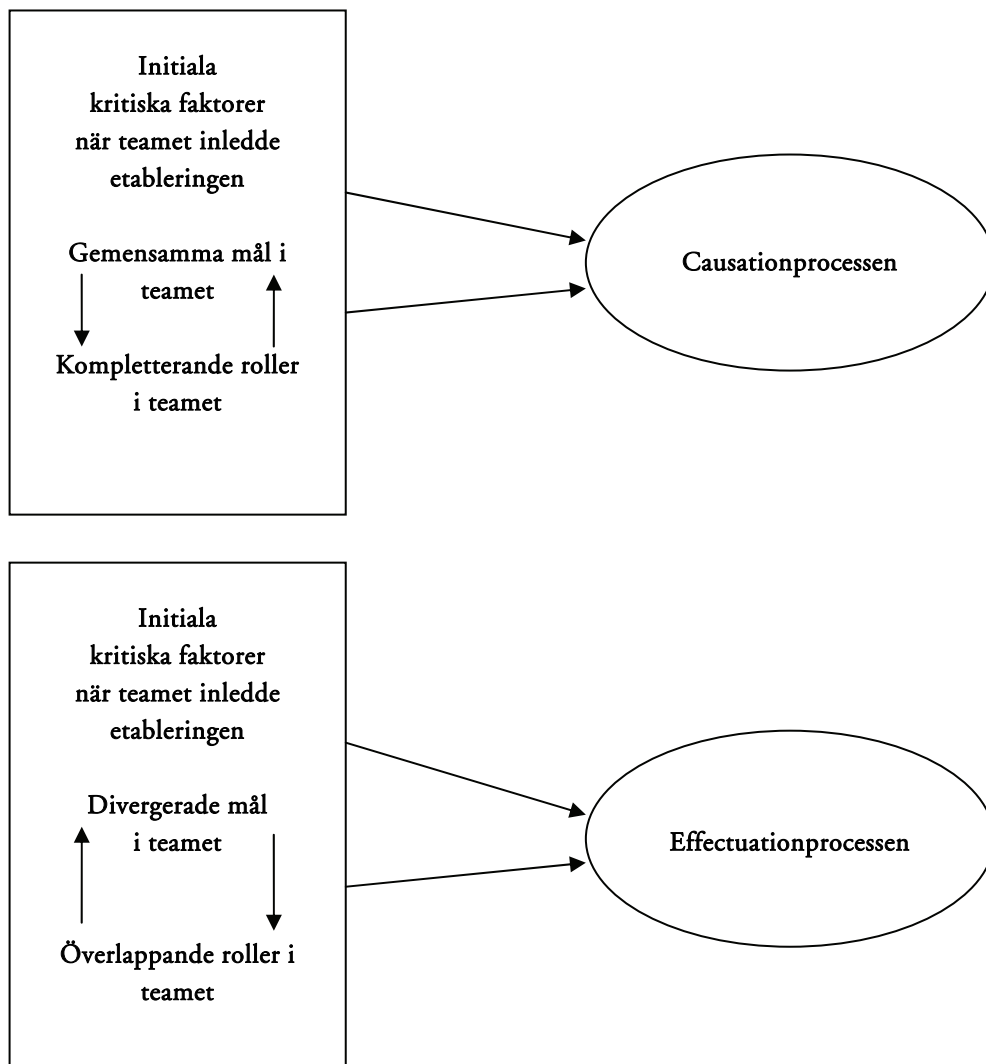 Initiala
kritiska faktorer
när teamet inledde
etableringen
Gemensamma mål i
teamet
Kompletterande roller
i teamet
Causationprocessen
Initiala
kritiska faktorer
när teamet inledde
etableringen
Divergerade mål
i teamet
Överlappande roller i
teamet
Effectuationprocessen